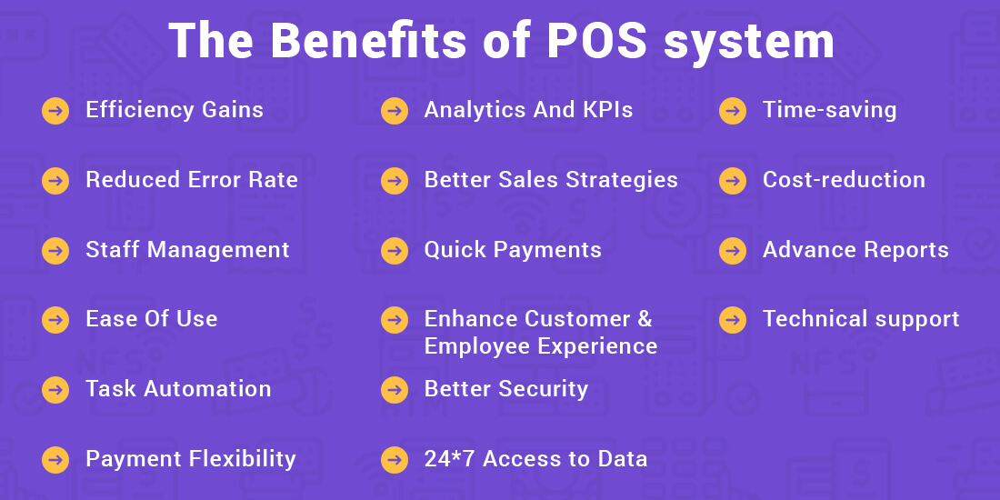 The Benefits of POS system
Efficiency Gains
Reduced Error Rate
Staff Management
Ease Of Use
Task Automation
Payment Flexibility
Analytics And KPIs
Better Sales Strategies
Quick Payments
Enhance Customer &
Employee Experience
Better Security
24*7 Access to Data
Time-saving
Cost-reduction
Advance Reports
Technical support